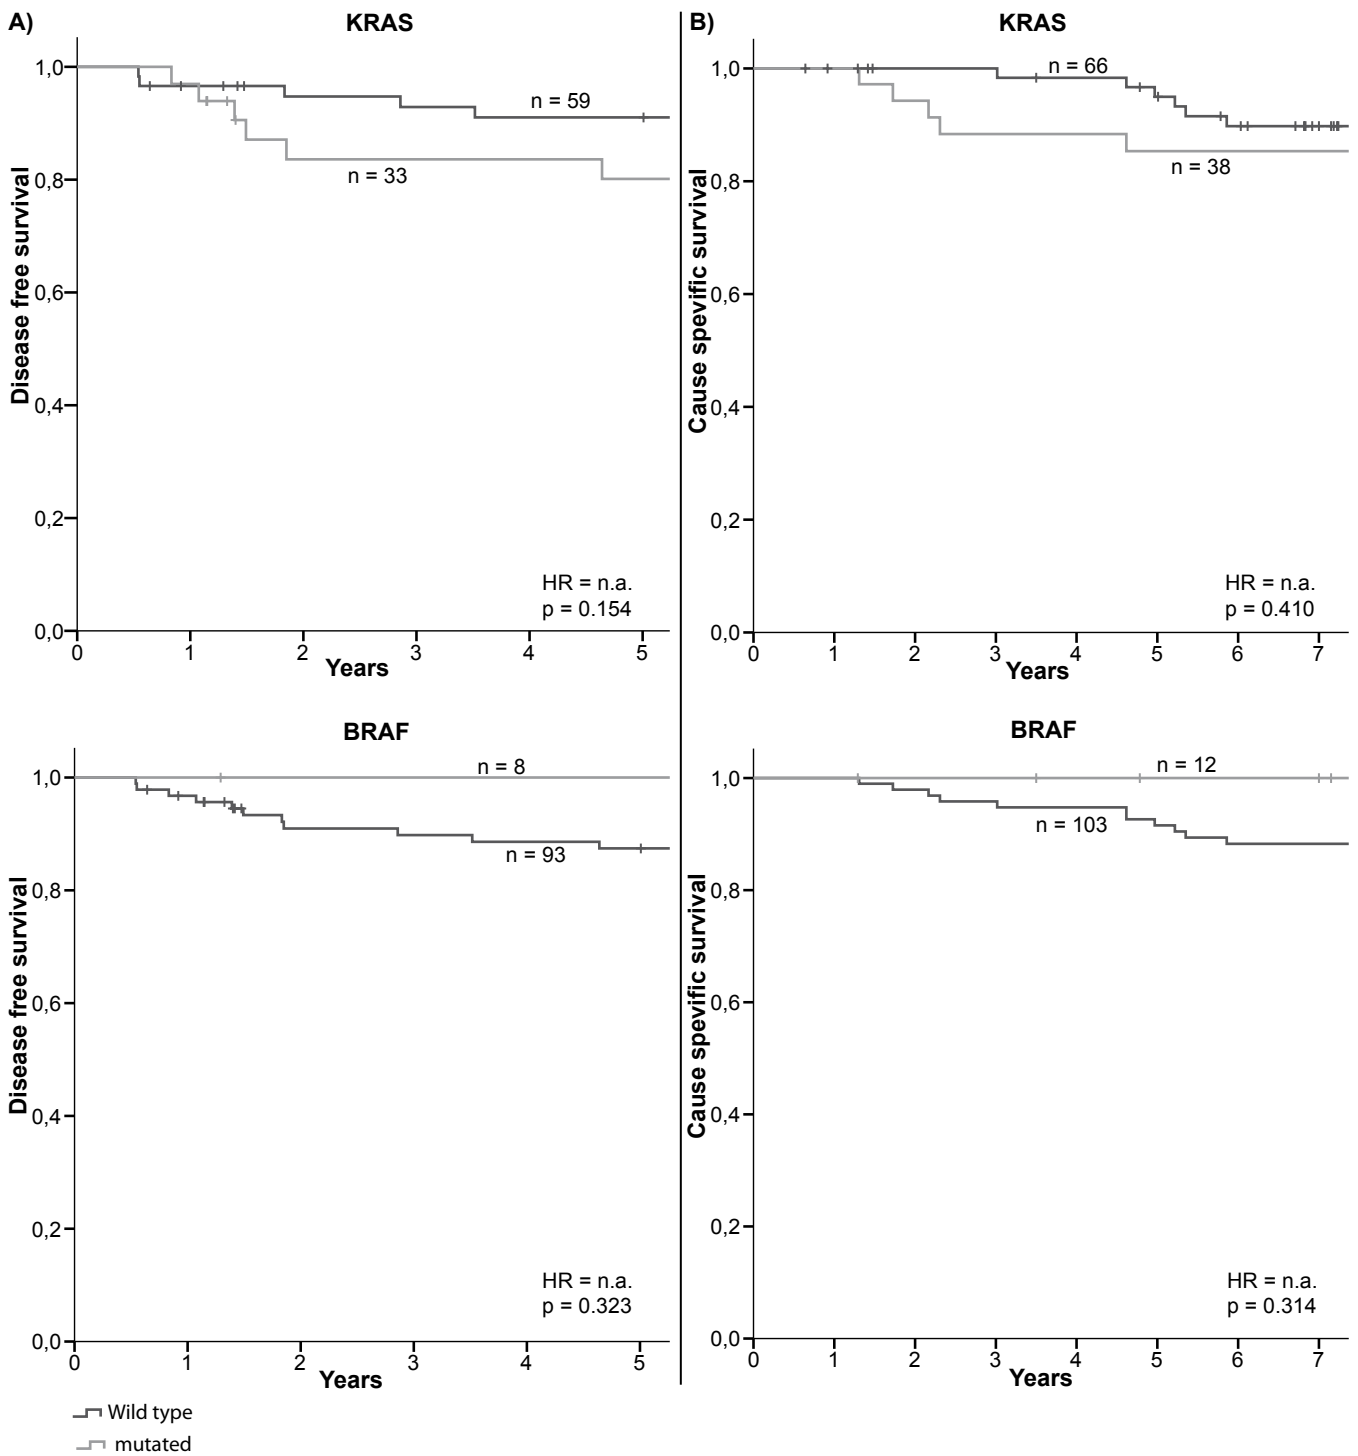 A)
KRAS
1,0
0,8
0,6
0,4
0,2
0,0
Disease free survival
n = 59
n = 33
HR = n.a.
p = 0.154
0 1 2 3 4 5
Years
B)
KRAS
1,0
0,8
0,6
0,4
0,2
0,0
Cause spevific survival
n = 66
n = 38
HR = n.a.
p = 0.410
0 1 2 3 4 5 6 7
Years
BRAF
1,0
0,8
0,6
0,4
0,2
0.0
Disease free survival
n = 8
n = 93
HR = n.a.
p = 0.323
0 1 2 3 4 5
Years
BRAF
1,0
0,8
0,6
0,4
0,2
0,0
Cause spevific survival
n = 12
n = 103
HR = n.a.
p = 0.314
0 1 2 3 4 5 6 7
Years
Wild type
mutated